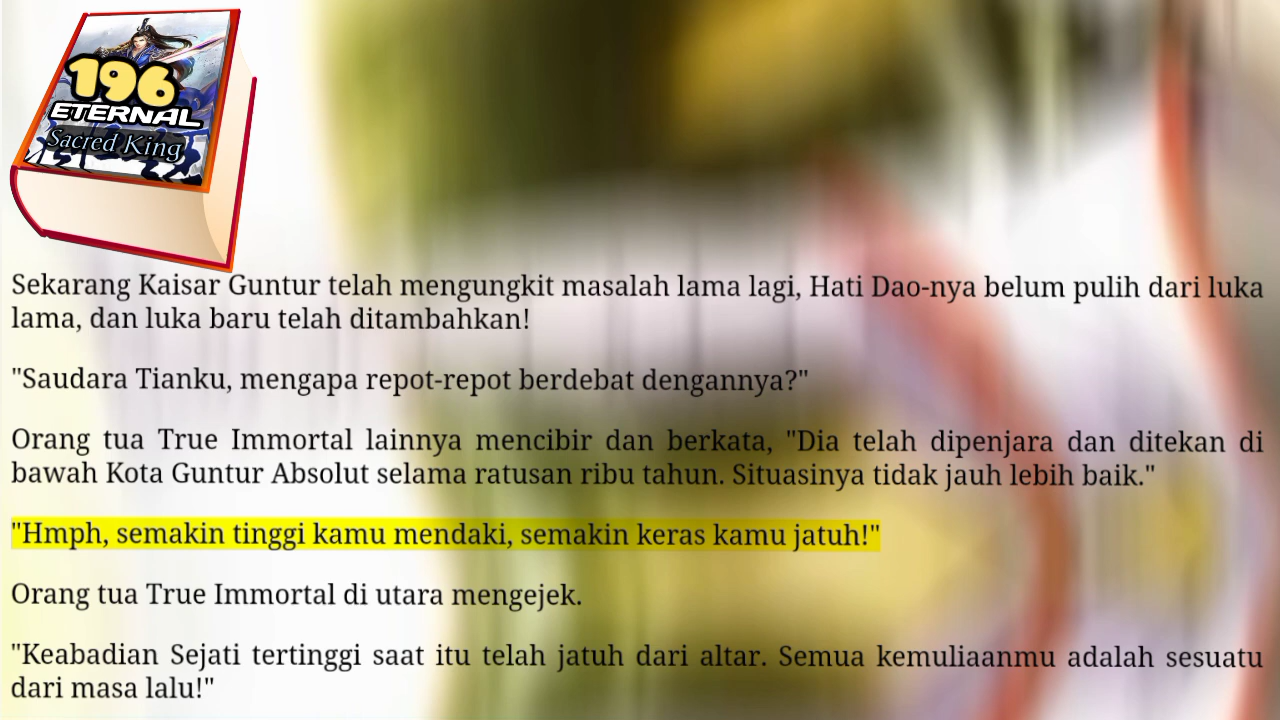 196
ETERNAL
Sacred King
Sekarang Kaisar Guntur telah mengungkit masalah lama lagi, Hati Dao-nya belum pulih dari luka
lama, dan luka baru telah ditambahkan!
"Saudara Tianku, mengapa repot-repot berdebat dengannya?"
Orang tua True Immortal lainnya mencibir dan berkata, "Dia telah dipenjara dan ditekan di
bawah Kota Guntur Absolut selama ratusan ribu tahun. Situasinya tidak jauh lebih baik."
"Hmph, semakin tinggi kamu mendaki, semakin keras kamu jatuh!"
Orang tua True Immortal di utara mengejek.
"Keabadian Sejati tertinggi saat itu telah jatuh dari altar. Semua kemuliaanmu adalah sesuatu
dari masa lalu!"